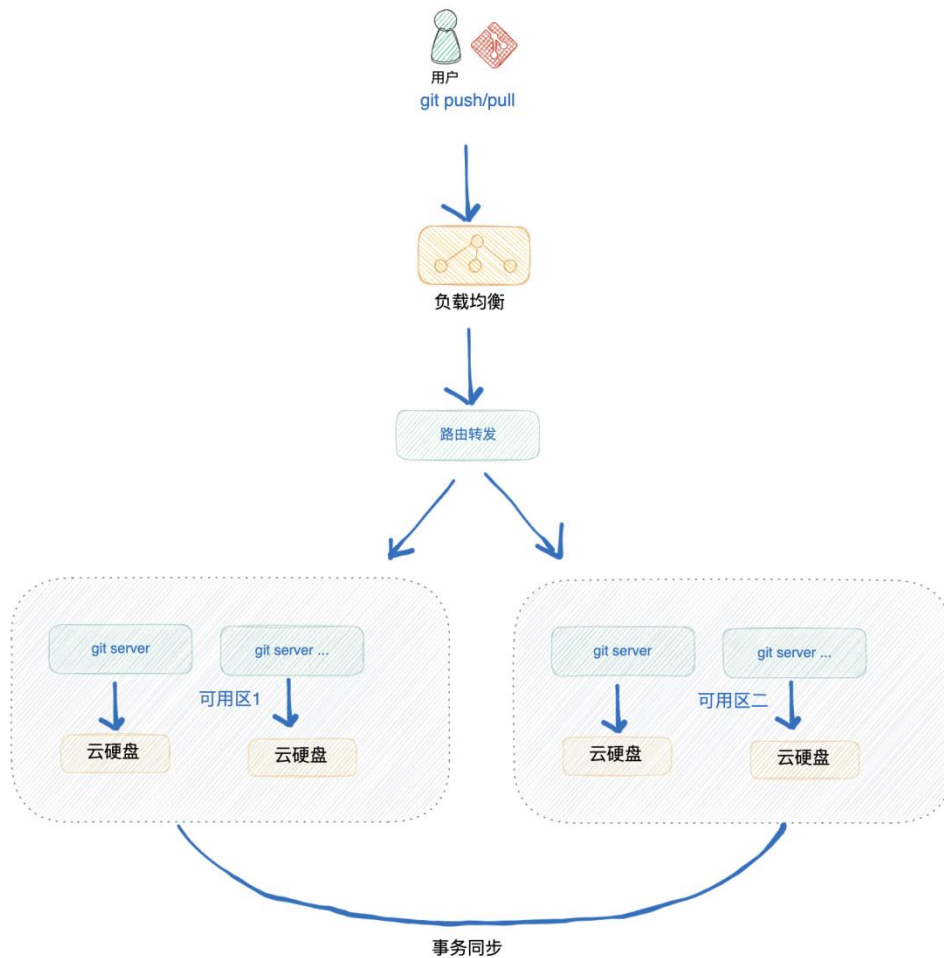 用户
git push/pull
负载均衡
路由转发
git server
git server ...
可用区1
云硬盘
云硬盘
git server
git server ...
可用区二
云硬盘
云硬盘
事务同步